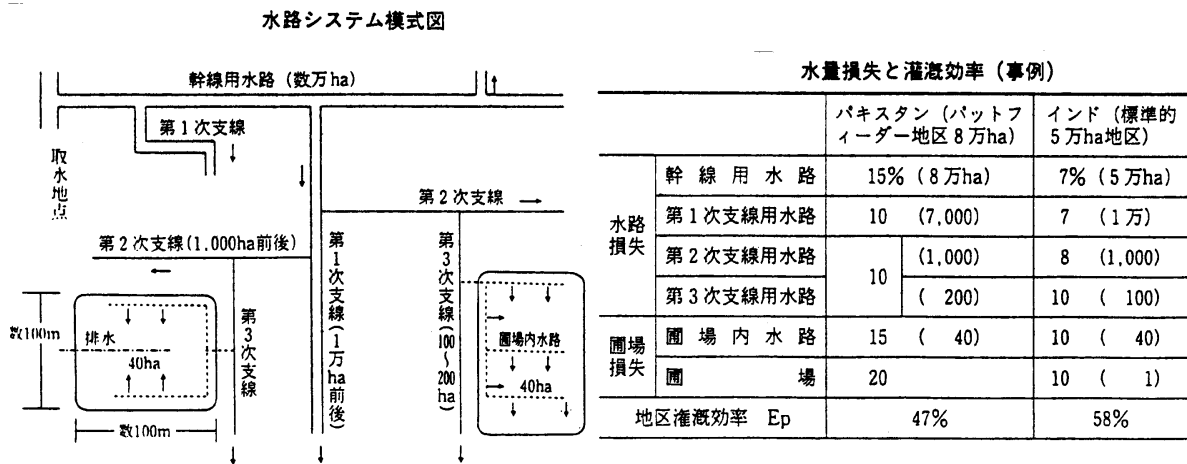 水路システム模式図
幹線用水路（数万ha）
第1次支線
取水地点
第2次支線
第2次支線(1,000ha前後)
第1次支線(1万ha前後)
第3次支線(100～200ha)
第3次支線
数100m
排水
40ha
数100m
圃場内水路
40ha
水量損失と灌漑効率（事例）
パキスタン（パットフィーダー地区8万ha） インド（標準的5万ha地区）
水路損失
幹線用水路 15%（8万ha） 7%（5万ha）
第1次支線用水路 10 (7,000) 7 (1万)
第2次支線用水路 10 (1,000) 8 (1,000)
第3次支線用水路 ( 200) 10 ( 100)
圃場損失
圃場内水路 15 ( 40) 10 ( 40)
圃場 20 10 ( 1)
地区灌漑効率 Ep 47% 58%